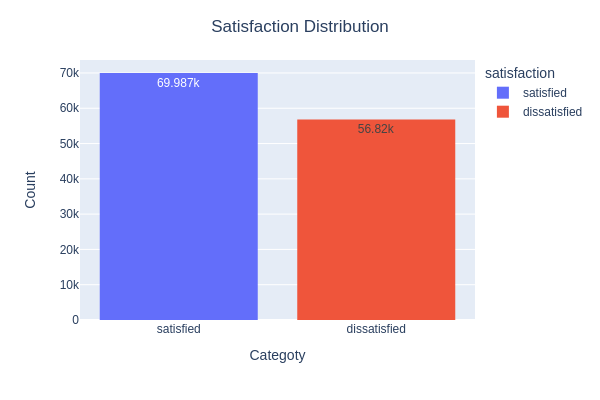 Satisfaction Distribution
Count
70k
60k
50k
40k
30k
20k
10k
0
69.987k
56.82k
satisfied
dissatisfied
Categoty
satisfaction
satisfied
dissatisfied